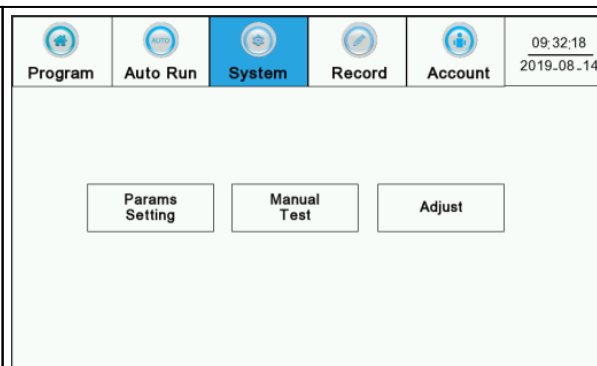 AUTO
Program Auto Run System Record Account
09:32:18
2019-08-14
Params
Setting
Manual
Test
Adjust